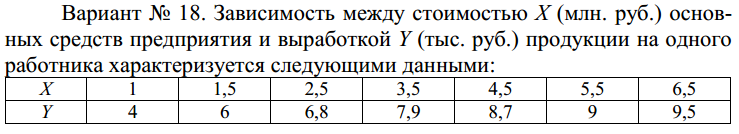 Вариант № 18. Зависимость между стоимостью X (млн. руб.) основ-
ных средств предприятия и выработкой Y (тыс. руб.) продукции на одного
работника характеризуется следующими данными:
X 1 1,5 2,5 3,5 4,5 5,5 6,5
Y 4 6 6,8 7,9 8,7 9 9,5